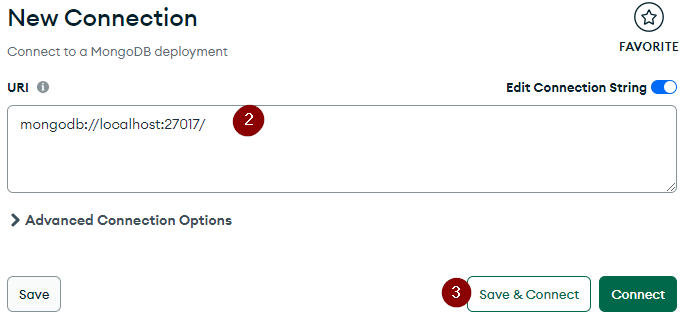 New Connection
FAVORITE
Connect to a MongoDB deployment
URI
Edit Connection String
mongodb://localhost:27017/
2
Advanced Connection Options
Save
3
Save & Connect
Connect